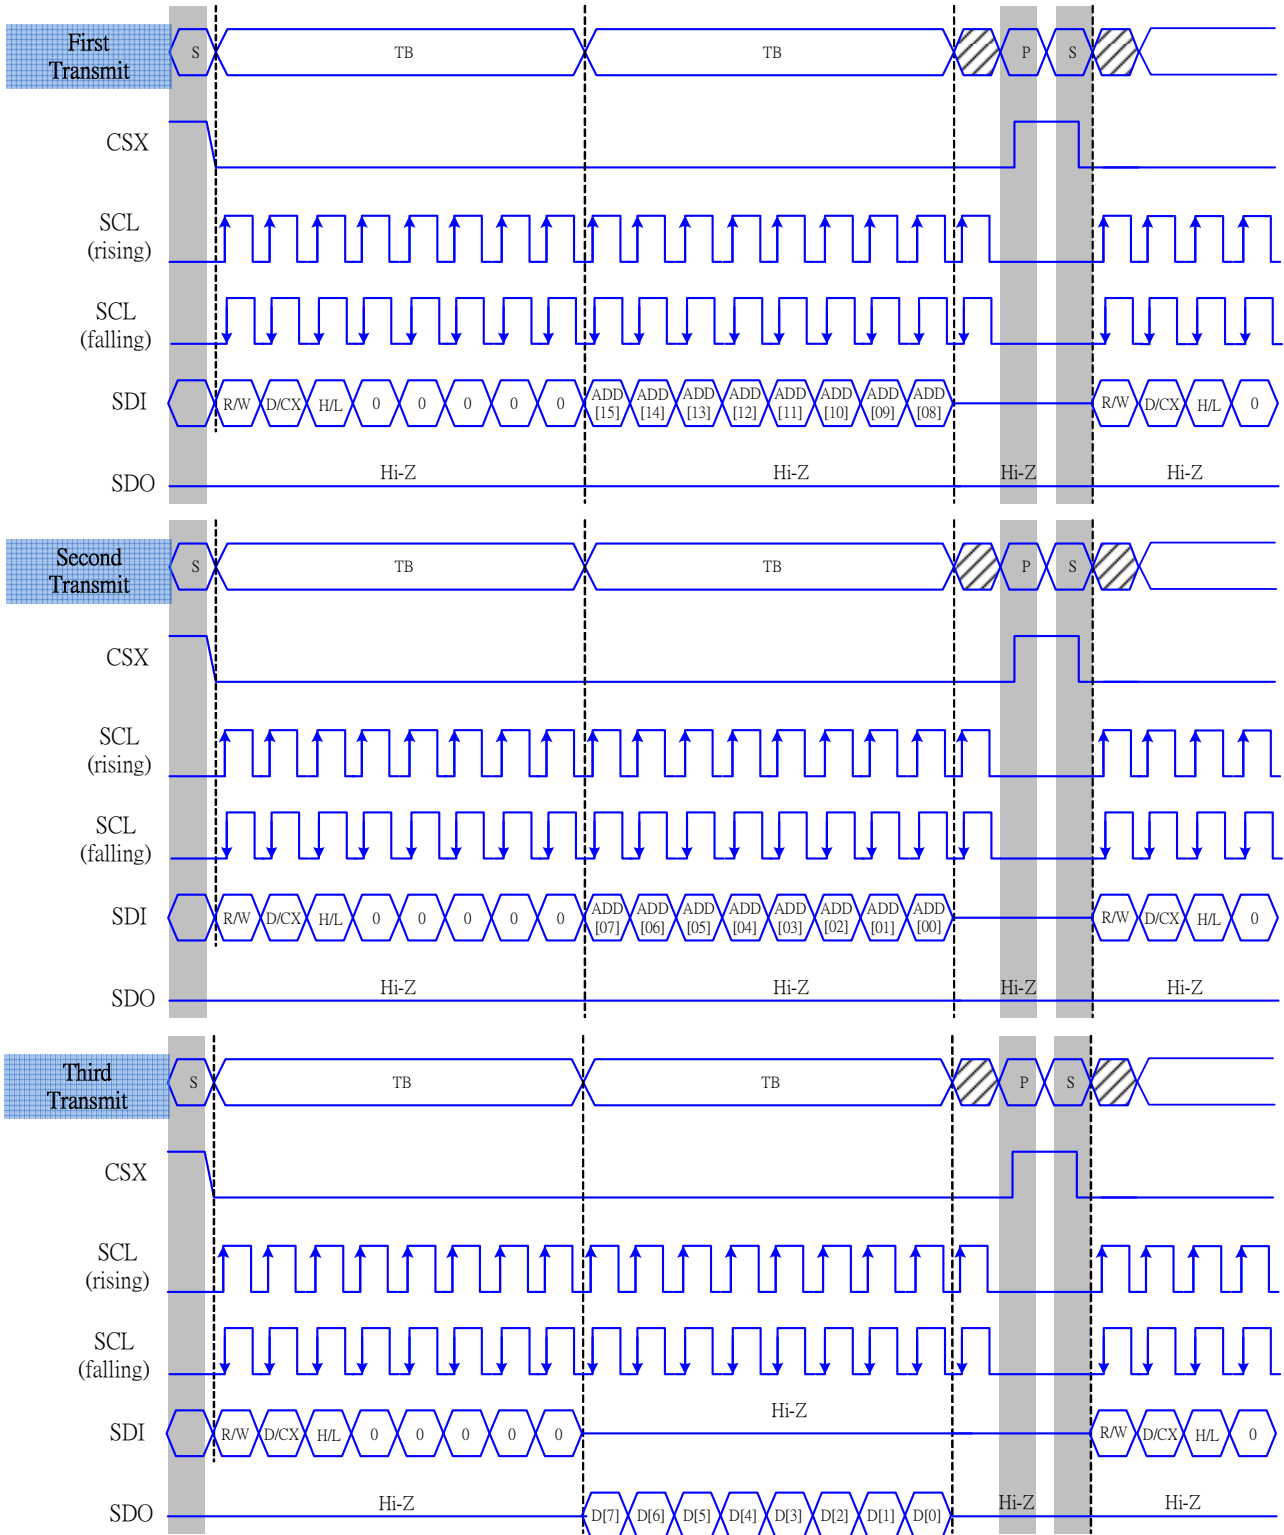 First
Transmit
S TB TB P S
CSX
SCL
(rising)
SCL
(falling)
SDI R/W D/CX H/L 0 0 0 0 0 ADD [15] ADD [14] ADD [13] ADD [12] ADD [11] ADD [10] ADD [09] ADD [08] R/W D/CX H/L 0
SDO Hi-Z Hi-Z Hi-Z Hi-Z
Second
Transmit
S TB TB P S
CSX
SCL
(rising)
SCL
(falling)
SDI R/W D/CX H/L 0 0 0 0 0 ADD [07] ADD [06] ADD [05] ADD [04] ADD [03] ADD [02] ADD [01] ADD [00] R/W D/CX H/L 0
SDO Hi-Z Hi-Z Hi-Z Hi-Z
Third
Transmit
S TB TB P S
CSX
SCL
(rising)
SCL
(falling)
SDI R/W D/CX H/L 0 0 0 0 0 Hi-Z R/W D/CX H/L 0
SDO Hi-Z D[7] D[6] D[5] D[4] D[3] D[2] D[1] D[0] Hi-Z Hi-Z